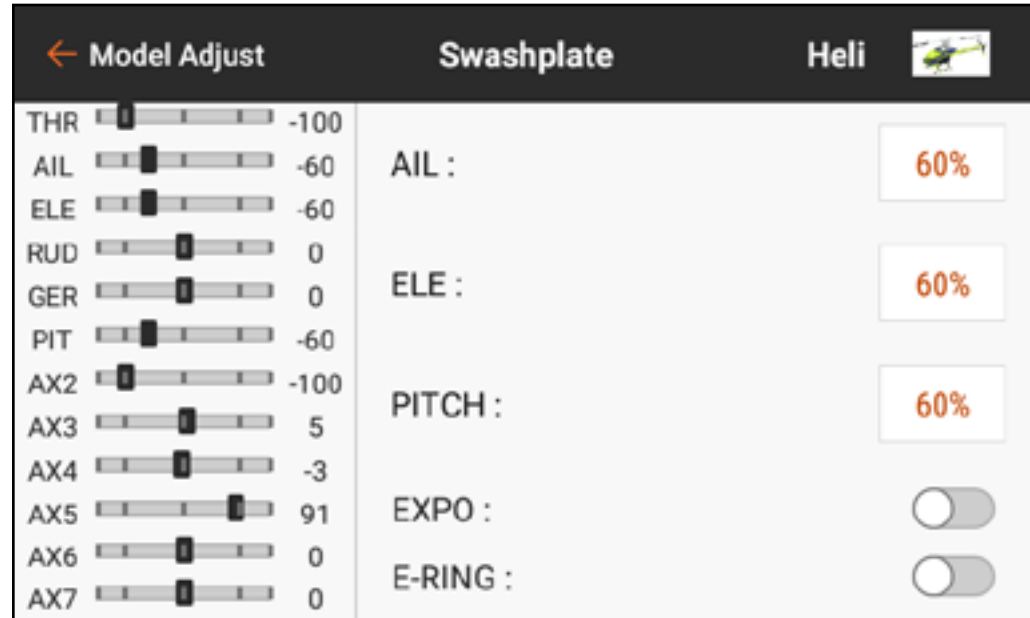 ← Model Adjust Swashplate Heli
THR -100
AIL -60
ELE -60
RUD 0
GER 0
PIT -60
AX2 -100
AX3 5
AX4 -3
AX5 91
AX6 0
AX7 0
AIL : 60%
ELE : 60%
PITCH : 60%
EXPO :
E-RING :